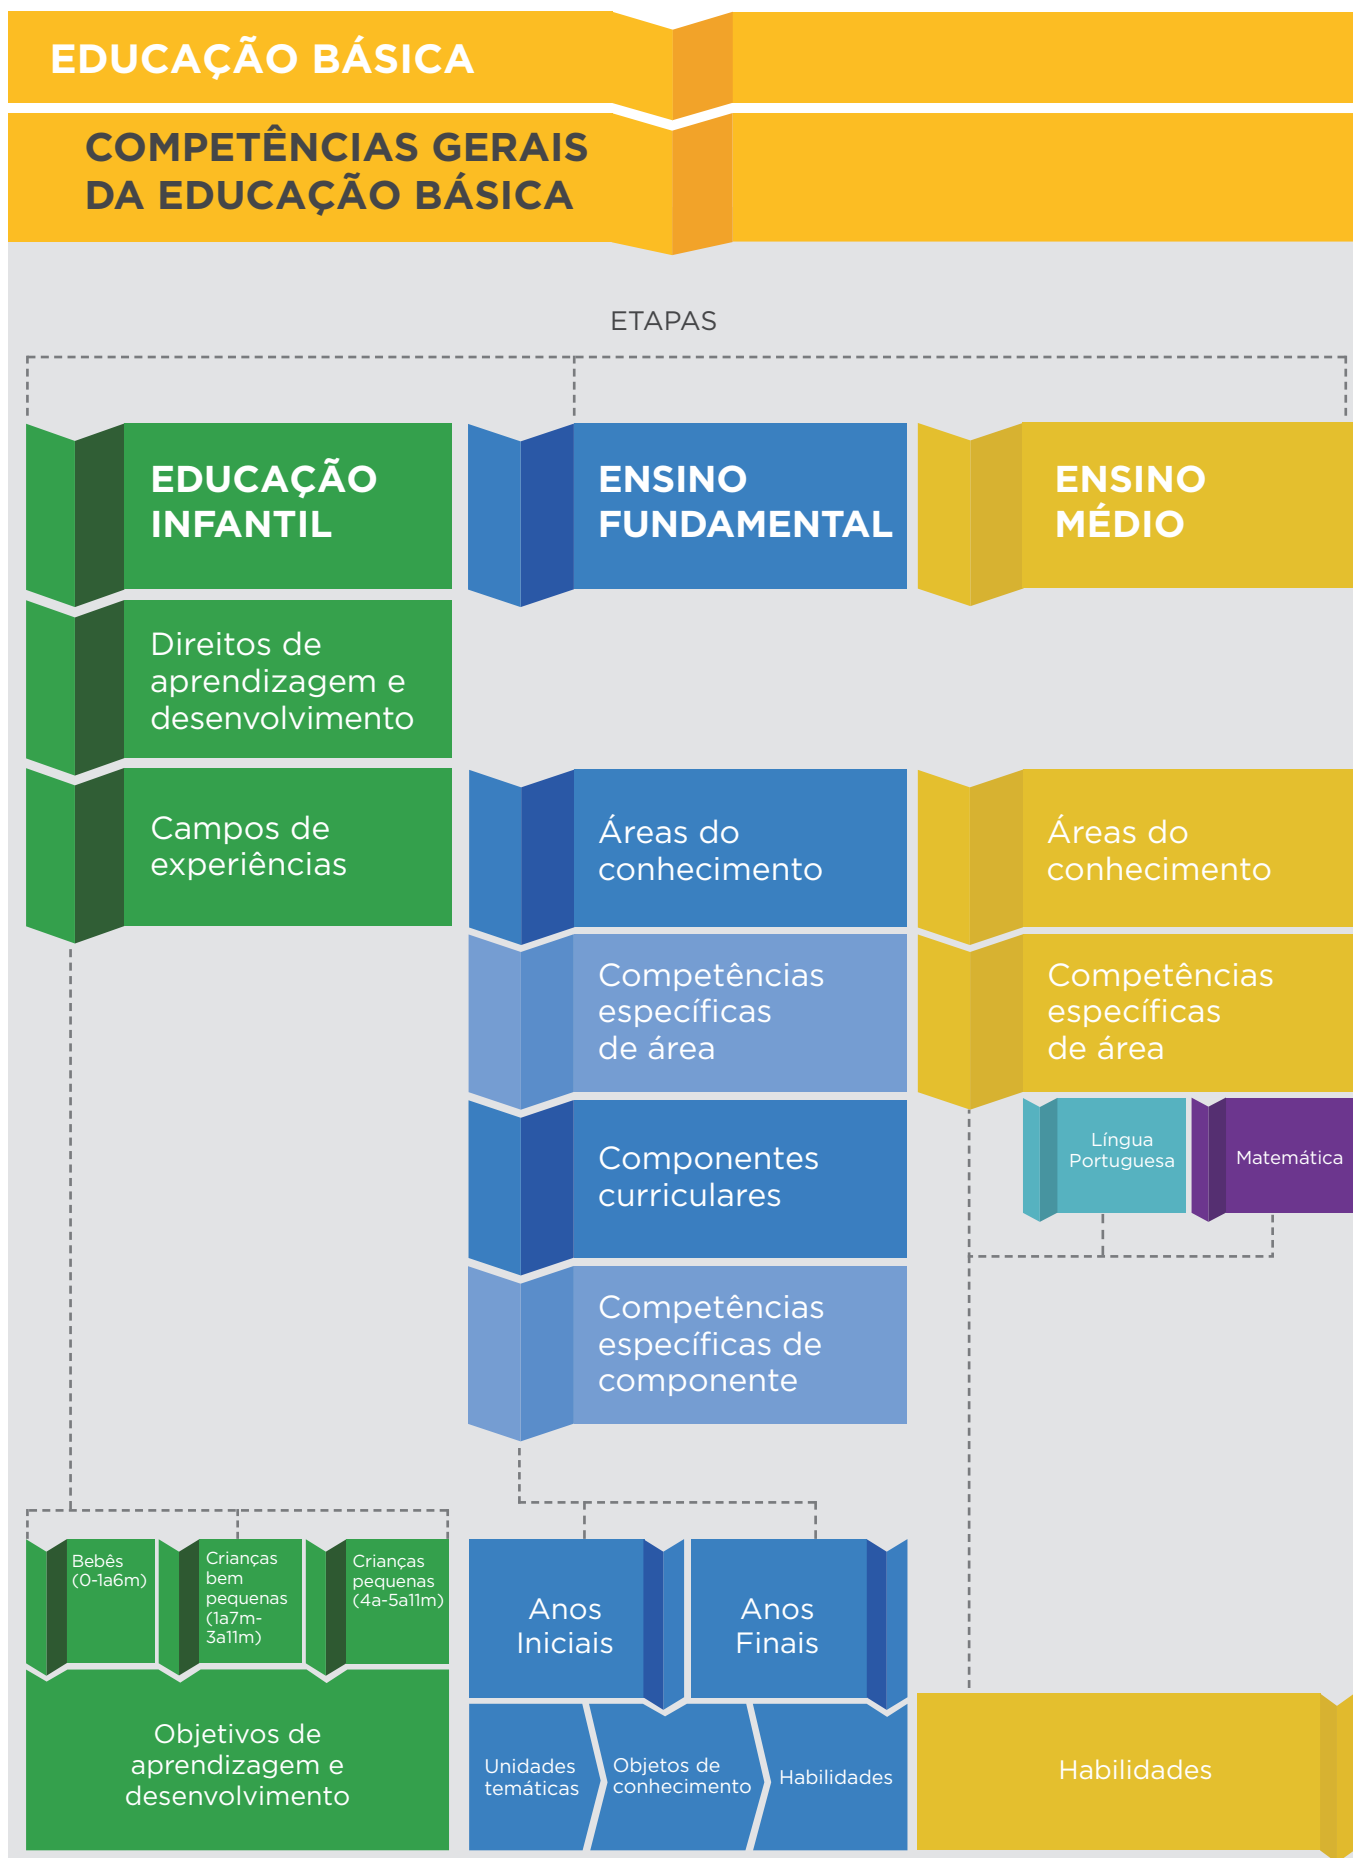 EDUCAÇÃO BÁSICA
COMPETÊNCIAS GERAIS
DA EDUCAÇÃO BÁSICA
ETAPAS
EDUCAÇÃO
INFANTIL
Direitos de
aprendizagem e
desenvolvimento
Campos de
experiências
Bebês
(0-1a6m)
Crianças
bem
pequenas
(1a7m-
3a11m)
Crianças
pequenas
(4a-5a11m)
Objetivos de
aprendizagem e
desenvolvimento
ENSINO
FUNDAMENTAL
Áreas do
conhecimento
Competências
específicas
de área
Componentes
curriculares
Competências
específicas de
componente
Anos
Iniciais
Anos
Finais
Unidades
temáticas
Objetos de
conhecimento
Habilidades
ENSINO
MÉDIO
Áreas do
conhecimento
Competências
específicas
de área
Língua
Portuguesa
Matemática
Habilidades